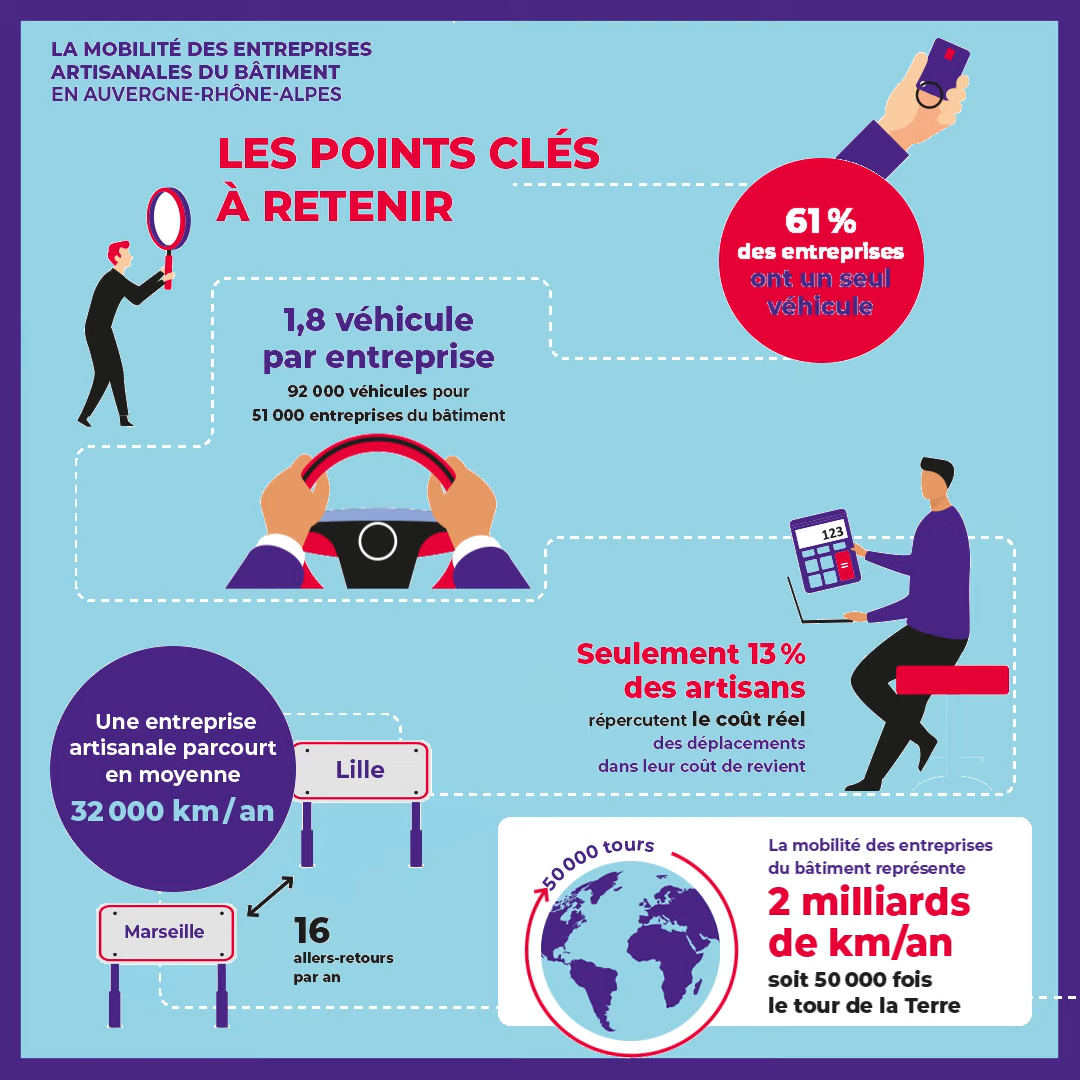 LA MOBILITÉ DES ENTREPRISES
ARTISANALES DU BÂTIMENT
EN AUVERGNE-RHÔNE-ALPES
LES POINTS CLÉS
À RETENIR
61 %
des entreprises
ont un seul
véhicule
1,8 véhicule
par entreprise
92 000 véhicules pour
51 000 entreprises du bâtiment
123
=
Seulement 13 %
des artisans
répercutent le coût réel
des déplacements
dans leur coût de revient
Une entreprise
artisanale parcourt
en moyenne
32 000 km / an
Lille
Marseille
16
allers-retours
par an
50 000 tours
La mobilité des entreprises
du bâtiment représente
2 milliards
de km/an
soit 50 000 fois
le tour de la Terre